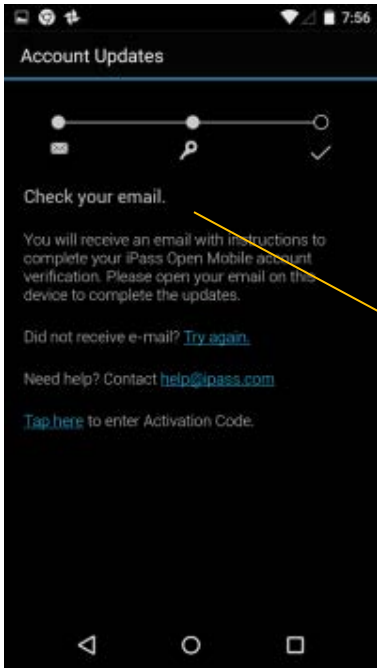 7:56
Account Updates
Check your email.
You will receive an email with instructions to
complete your iPass Open Mobile account
verification. Please open your email on this
device to complete the updates.
Did not receive e-mail? Try again.
Need help? Contact help@ipass.com
Tap here to enter Activation Code.